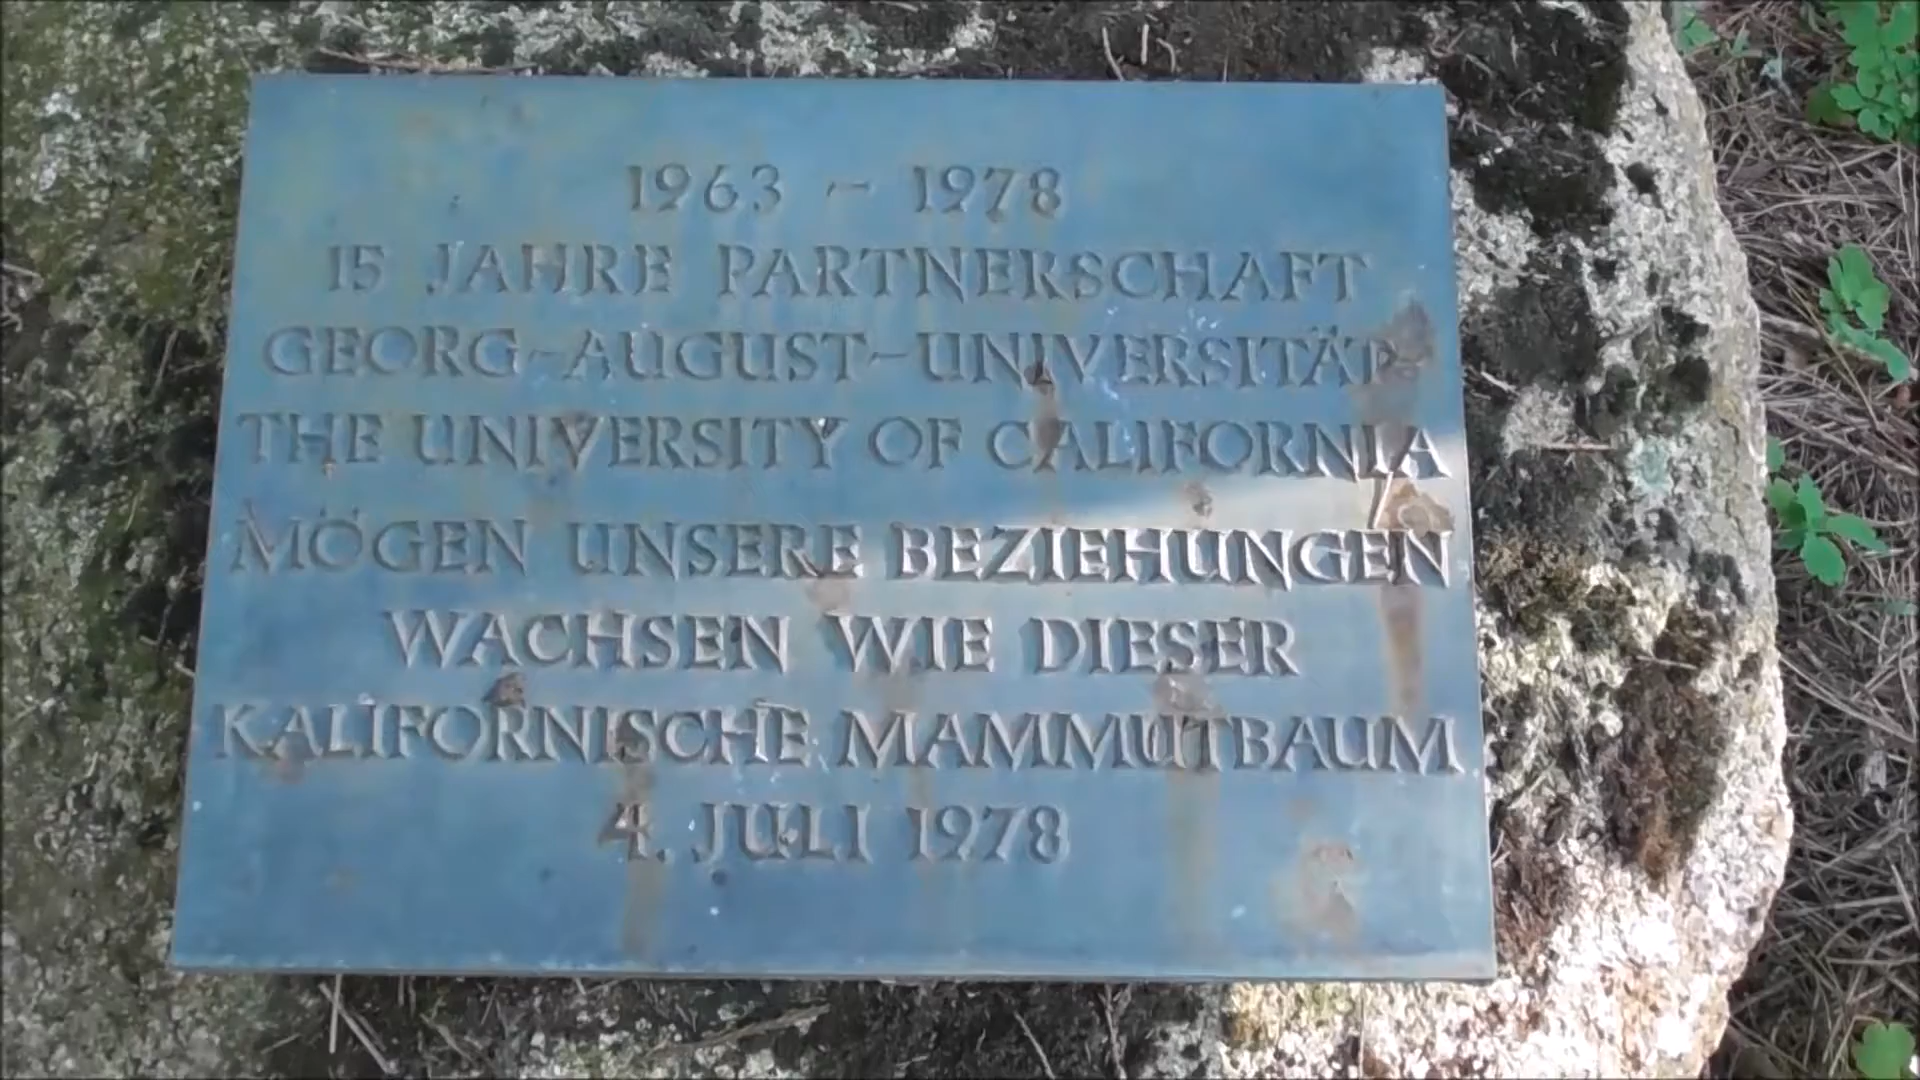 1963 - 1978
15 JAHRE PARTNERSCHAFT
GEORG-AUGUST-UNIVERSITÄT-
THE UNIVERSITY OF CALIFORNIA
MÖGEN UNSERE BEZIEHUNGEN
WACHSEN WIE DIESER
KALIFORNISCHE MAMMUTBAUM
4. JULI 1978